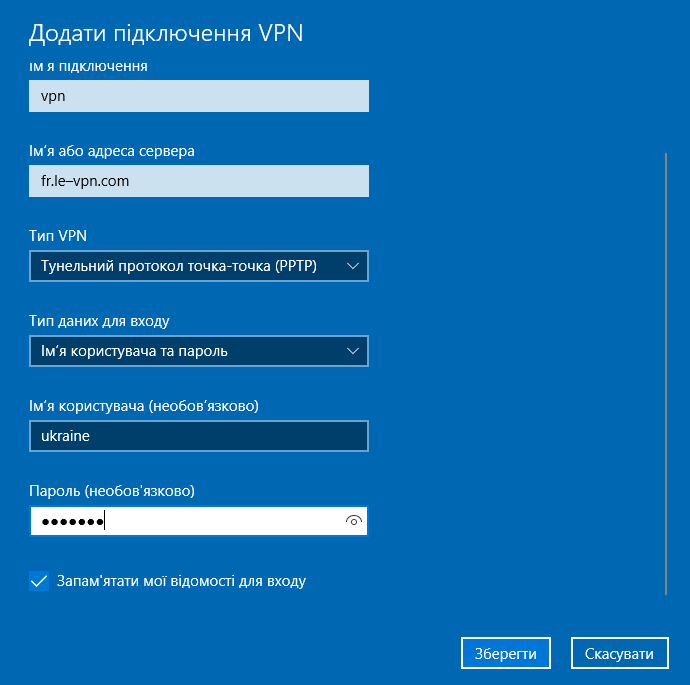 Додати підключення VPN
Ім'я підключення
vpn
Ім'я або адреса сервера
fr.le–vpn.com
Тип VPN
Тунельний протокол точка-точка (PPTP)
Тип даних для входу
Ім'я користувача та пароль
Ім'я користувача (необов'язково)
ukraine
Пароль (необов'язково)
●●●●●●●
Запам'ятати мої відомості для входу
Зберегти
Скасувати